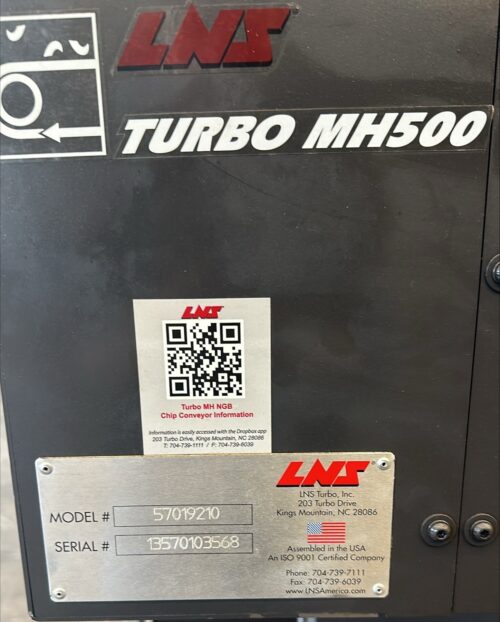 LNS
TURBO MH500
LNS
Turbo MH NGB
Chip Conveyor Information
Information is easily accessed with the Dropbox app
203 Turbo Drive, Kings Mountain, NC 28086
T: 704-739-1111 / F: 704-739-6039
LNS
LNS Turbo, Inc.
203 Turbo Drive
Kings Mountain, NC 28086
MODEL # 57019210
SERIAL # 13570103568
Assembled in the USA
An ISO 9001 Certified Company
Phone: 704-739-7111
Fax: 704-739-6039
www.LNSAmerica.com